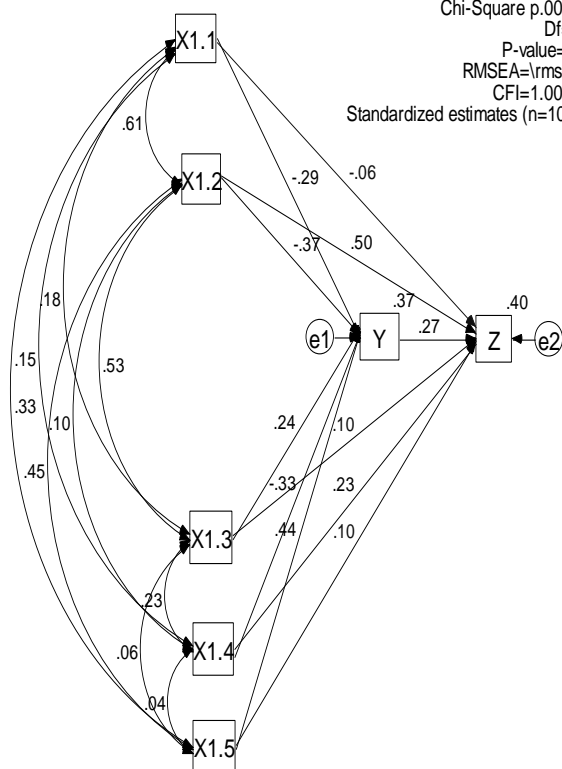 Chi-Square p.00
Df
P-value=
RMSEA=\rms
CFI=1.00
Standardized estimates (n=10
X1.1
.61
X1.2
-.29
-.06
-.37
.50
.18
.37
.40
e1
Y
.27
Z
e2
.15
.53
.33
.10
.24
.10
.45
-.33
.23
.44
.10
X1.3
.23
.06
X1.4
.04
X1.5